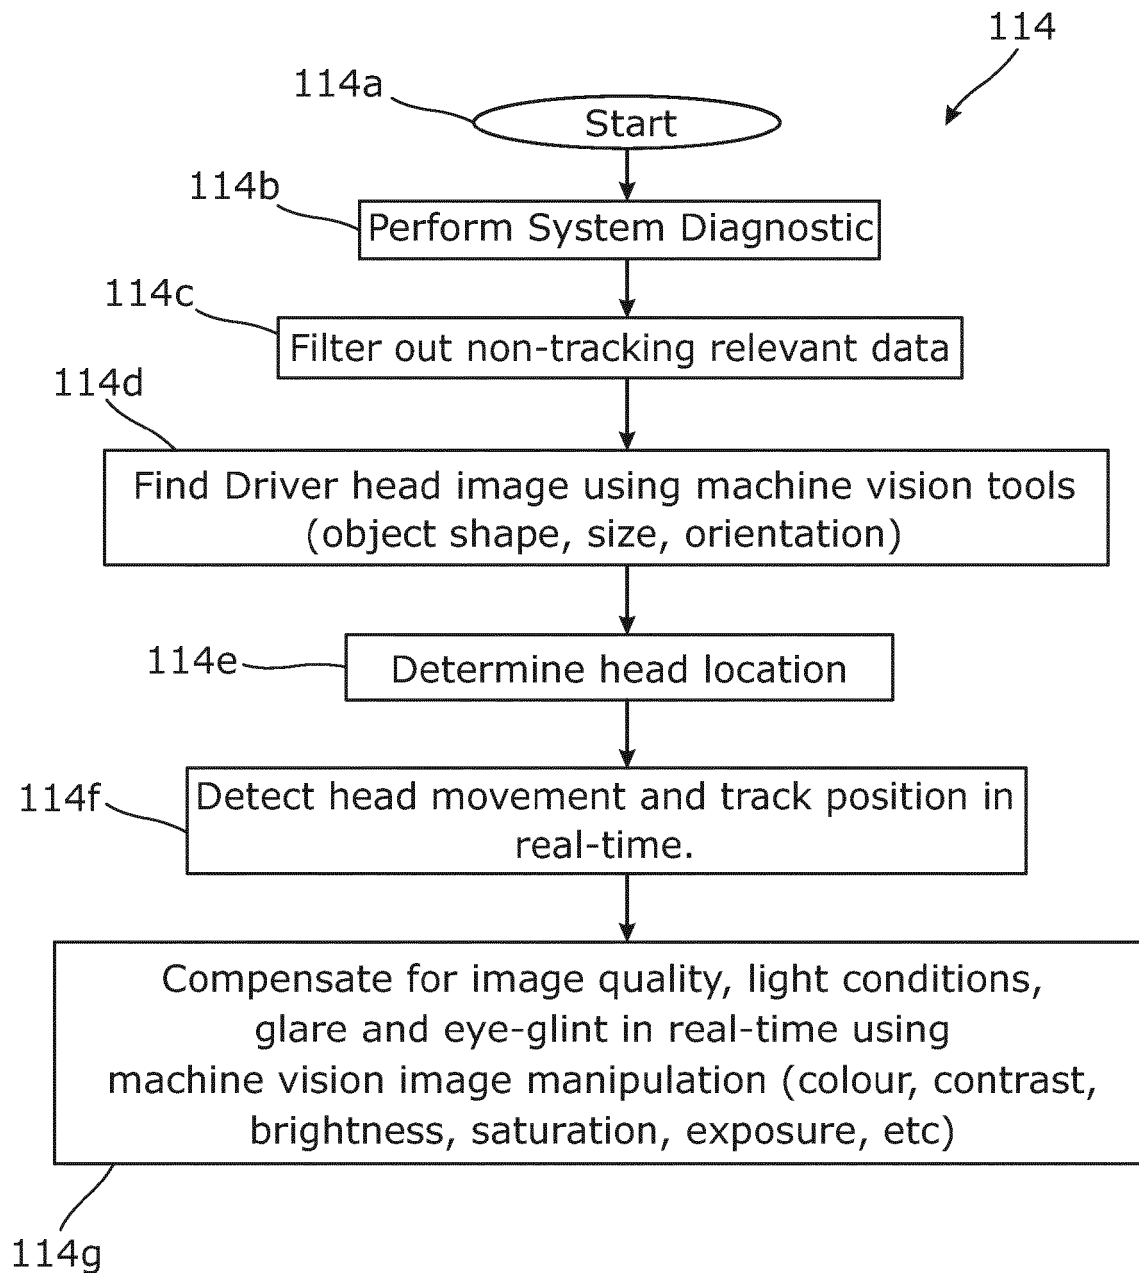 114
114a
Start
114b
Perform System Diagnostic
114c
Filter out non-tracking relevant data
114d
Find Driver head image using machine vision tools
(object shape, size, orientation)
114e
Determine head location
114f
Detect head movement and track position in
real-time.
Compensate for image quality, light conditions,
glare and eye-glint in real-time using
machine vision image manipulation (colour, contrast,
brightness, saturation, exposure, etc)
114g